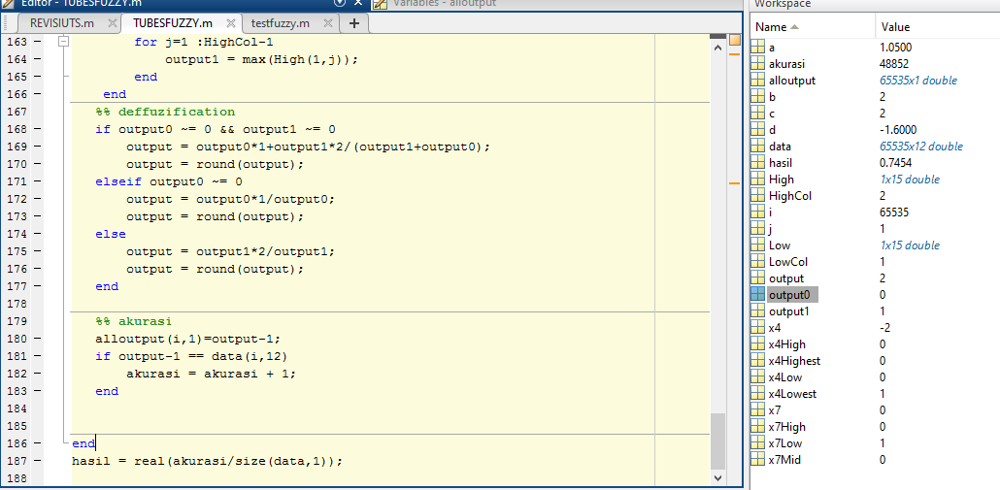 Editor - TUBESFUZZY.m
Variables - alloutput
REVISIUTS.m
TUBESFUZZY.m
testfuzzy.m
163 for j=1 :HighCol-1
164 output1 = max(High(1,j));
165 end
166 end
167 %% deffuzification
168 if output0 ~= 0 && output1 ~= 0
169 output = output0*1+output1*2/(output1+output0);
170 output = round(output);
171 elseif output0 ~= 0
172 output = output0*1/output0;
173 output = round(output);
174 else
175 output = output1*2/output1;
176 output = round(output);
177 end
178
179 %% akurasi
180 alloutput(i,1)=output-1;
181 if output-1 == data(i,12)
182 akurasi = akurasi + 1;
183 end
184
185
186 end
187 hasil = real(akurasi/size(data,1));
188
Workspace
Name Value
a 1.0500
akurasi 48852
alloutput 65535x1 double
b 2
c 2
d -1.6000
data 65535x12 double
hasil 0.7454
High 1x15 double
HighCol 2
i 65535
j 1
Low 1x15 double
LowCol 1
output 2
output0 0
output1 1
x4 -2
x4High 0
x4Highest 0
x4Low 0
x4Lowest 1
x7 0
x7High 0
x7Low 1
x7Mid 0